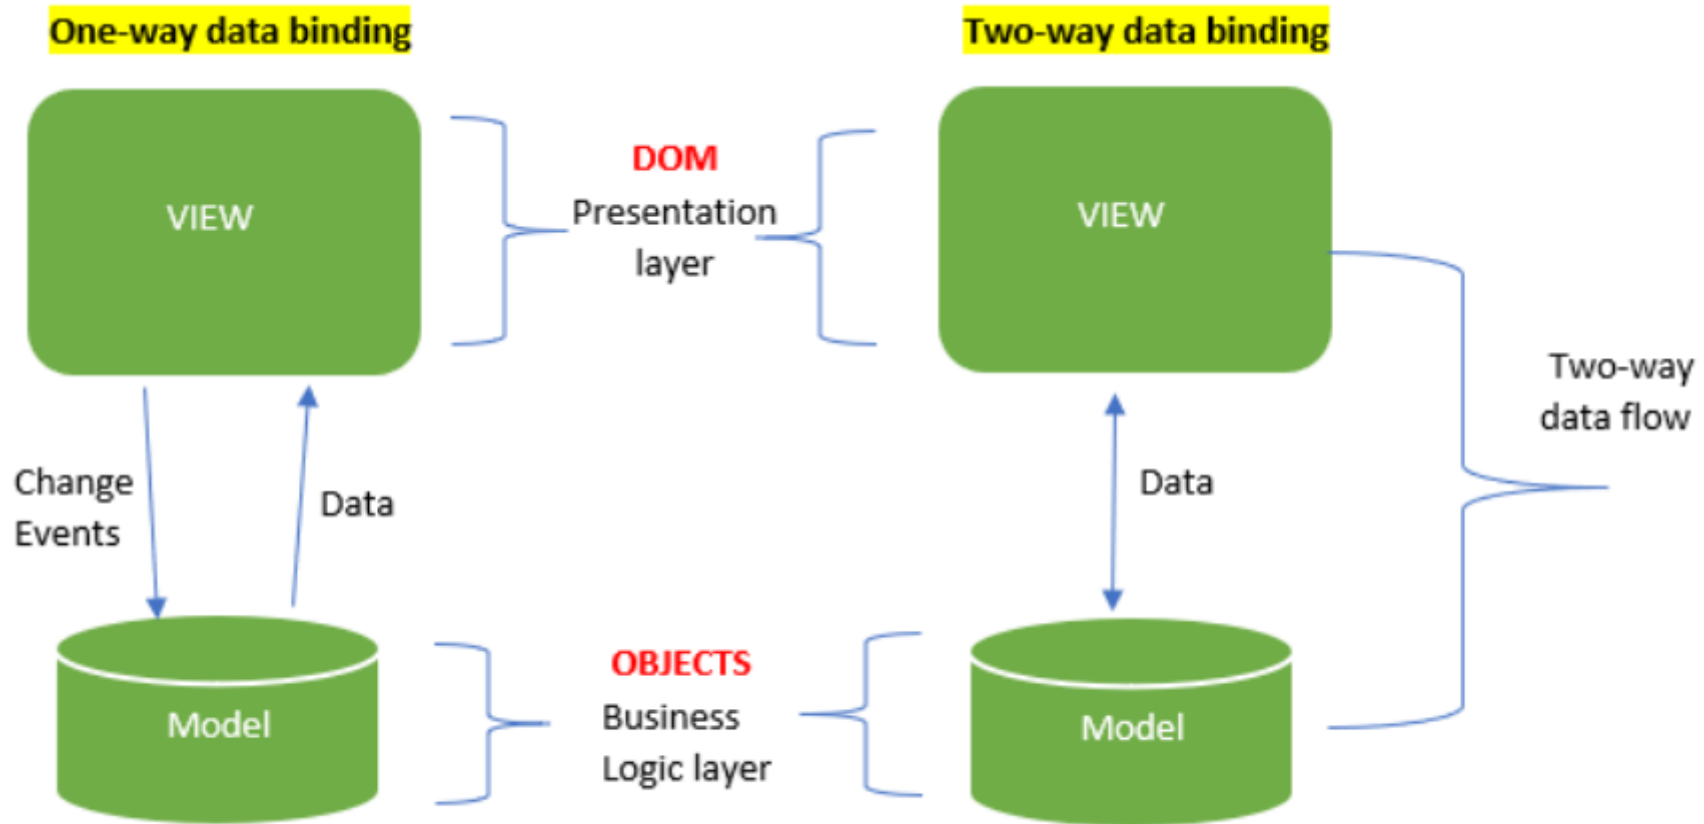 One-way data binding
Two-way data binding
VIEW
DOM
Presentation
layer
VIEW
Two-way
data flow
Change
Events
Data
Data
Model
OBJECTS
Business
Logic layer
Model